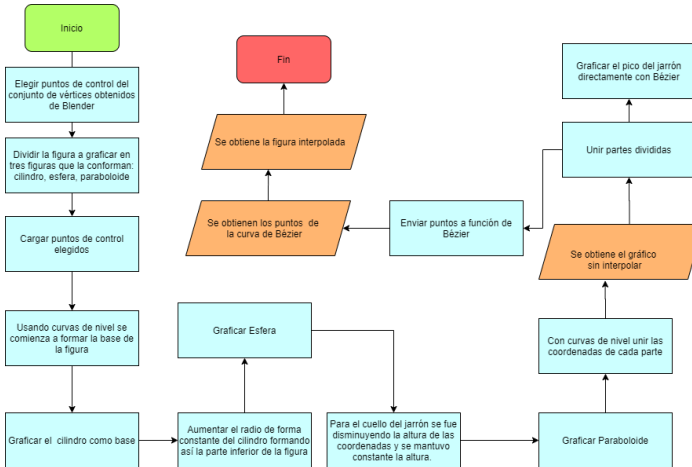 Inicio
Elegir puntos de control del
conjunto de vértices obtenidos
de Blender
Dividir la figura a graficar en
tres figuras que la conforman:
cilindro, esfera, paraboloide
Cargar puntos de control
elegidos
Usando curvas de nivel se
comienza a formar la base de
la figura
Graficar el cilindro como base
Aumentar el radio de forma
constante del cilindro formando
así la parte inferior de la figura
Graficar Esfera
Para el cuello del jarrón se fue
disminuyendo la altura de las
coordenadas y se mantuvo
constante la altura.
Graficar Paraboloide
Con curvas de nivel unir las
coordenadas de cada parte
Se obtiene el gráfico
sin interpolar
Unir partes divididas
Graficar el pico del jarrón
directamente con Bézier
Enviar puntos a función de
Bézier
Se obtienen los puntos de
la curva de Bézier
Se obtiene la figura interpolada
Fin